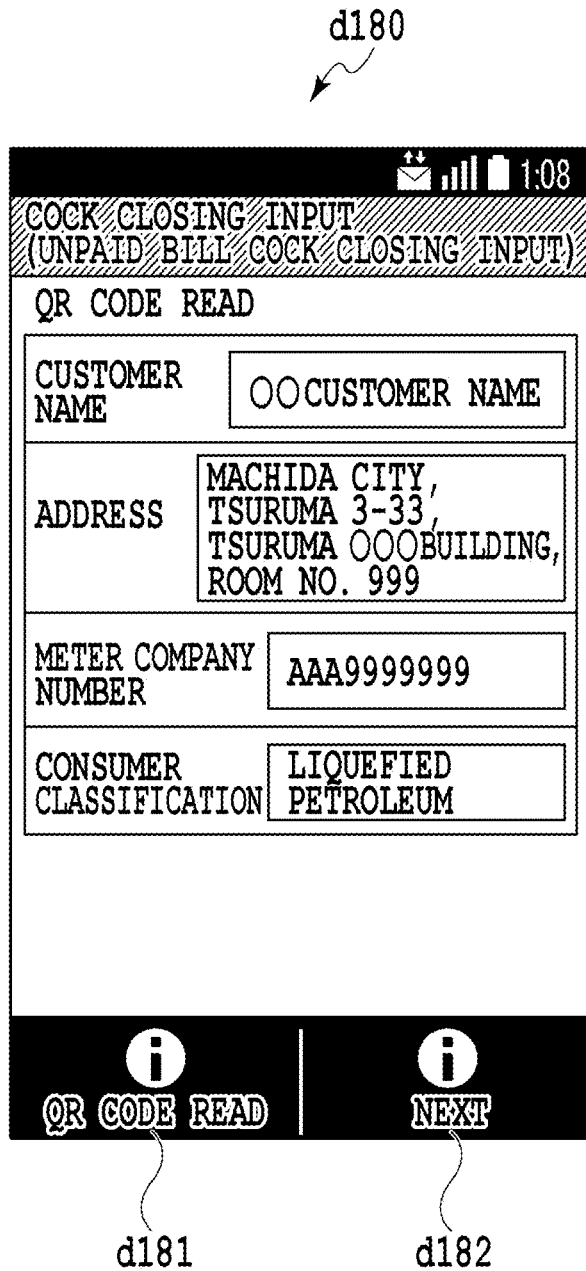 d180
1:08
COCK CLOSING INPUT
(UNPAID BILL COCK CLOSING INPUT)
QR CODE READ
CUSTOMER
NAME
○○CUSTOMER NAME
ADDRESS
MACHIDA CITY,
TSURUMA 3-33,
TSURUMA ○○○BUILDING,
ROOM NO. 999
METER COMPANY
NUMBER
AAA9999999
CONSUMER
CLASSIFICATION
LIQUEFIED
PETROLEUM
QR CODE READ
NEXT
d181
d182